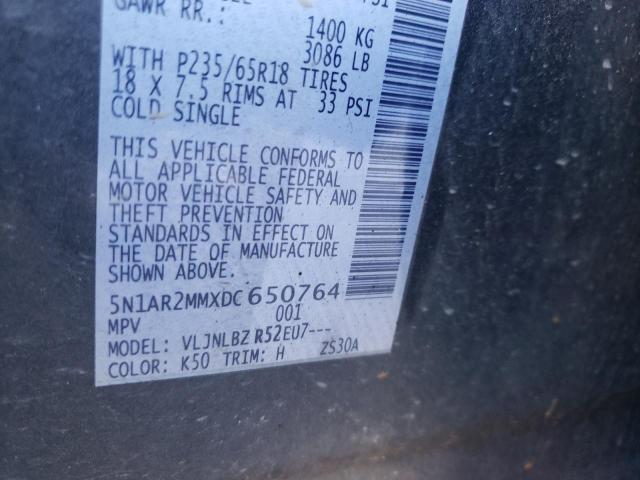 GAWR RR.:
1400 KG
3086 LB
WITH P235/65R18 TIRES
18 X 7.5 RIMS AT 33 PSI
COLD SINGLE
THIS VEHICLE CONFORMS TO
ALL APPLICABLE FEDERAL
MOTOR VEHICLE SAFETY AND
THEFT PREVENTION
STANDARDS IN EFFECT ON
THE DATE OF MANUFACTURE
SHOWN ABOVE.
5N1AR2MMXDC650764
MPV 001
MODEL: VLJNLBZ R52EU7---
COLOR: K50 TRIM: H ZS30A